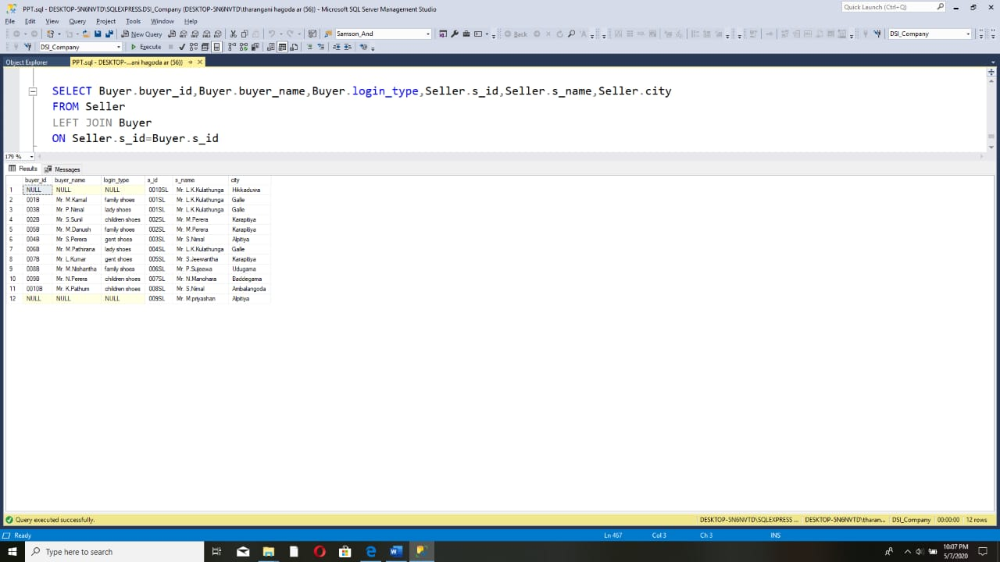 PPT.sql - DESKTOP-5N6NVTD\SQLEXPRESS.DSI_Company (DESKTOP-5N6NVTD\tharangani hagoda ar (56)) - Microsoft SQL Server Management Studio
Quick Launch (Ctrl+Q)
File Edit View Query Project Tools Window Help
New Query Samson_And Back DSI_Company
DSI_Company Execute
Object Explorer PPT.sql - DESKTOP-...ani hagoda ar (56))
SELECT Buyer.buyer_id,Buyer.buyer_name,Buyer.login_type,Seller.s_id,Seller.s_name,Seller.city
FROM Seller
LEFT JOIN Buyer
ON Seller.s_id=Buyer.s_id
179 %
Results Messages
buyer_id buyer_name login_type s_id s_name city
1 NULL NULL NULL 0010SL Mr. L.K.Kulathunga Hikkaduwa
2 001B Mr. M.Kamal family shoes 001SL Mr. L.K.Kulathunga Galle
3 003B Mr. P.Nimal lady shoes 001SL Mr. L.K.Kulathunga Galle
4 002B Mr. S.Sunil children shoes 002SL Mr. M.Perera Karapitiya
5 005B Mr. M.Danush family shoes 002SL Mr. M.Perera Karapitiya
6 004B Mr. S.Perera gent shoes 003SL Mr. S.Nimal Alpitiya
7 006B Mr. M.Pathirana lady shoes 004SL Mr. L.K.Kulathunga Galle
8 007B Mr. L.Kumar gent shoes 005SL Mr. S.Jeewantha Karapitiya
9 008B Mr. M.Nishantha family shoes 006SL Mr. P.Sujeewa Udugama
10 009B Mr. N.Perera children shoes 007SL Mr. N.Manohara Baddegama
11 0010B Mr. K.Pathum children shoes 008SL Mr. S.Nimal Ambalangoda
12 NULL NULL NULL 009SL Mr. M.priyashan Alpitiya
Query executed successfully. DESKTOP-5N6NVTD\SQLEXPRESS ... DESKTOP-5N6NVTD\tharan... DSI_Company 00:00:00 12 rows
Ready Ln 467 Col 3 Ch 3 INS
Type here to search 10:07 PM
5/7/2020